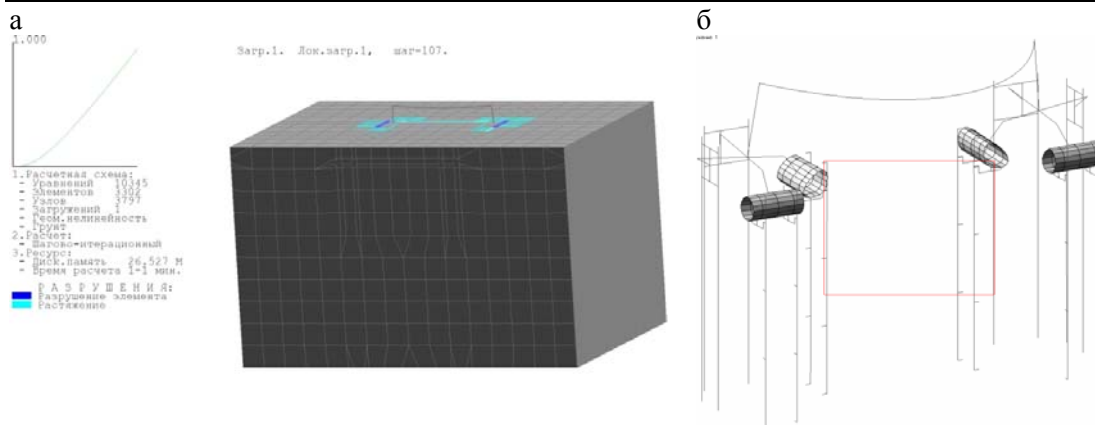 а
б
1.000
Загр.1. Лок.загр.1, шаг=107.
1.Расчетная схема:
- Уравнений 10345
- Элементов 3302
- Узлов 3797
- Загружений 1
- Геом.нелинейность
- Грунт
2.Расчет:
- Шагово-итерационный
3.Ресурс:
- Диск.память 26.527 М
- Время расчета 1-1 мин.
Р А З Р У Ш Е Н И Я:
Разрушение элемента
Растяжение